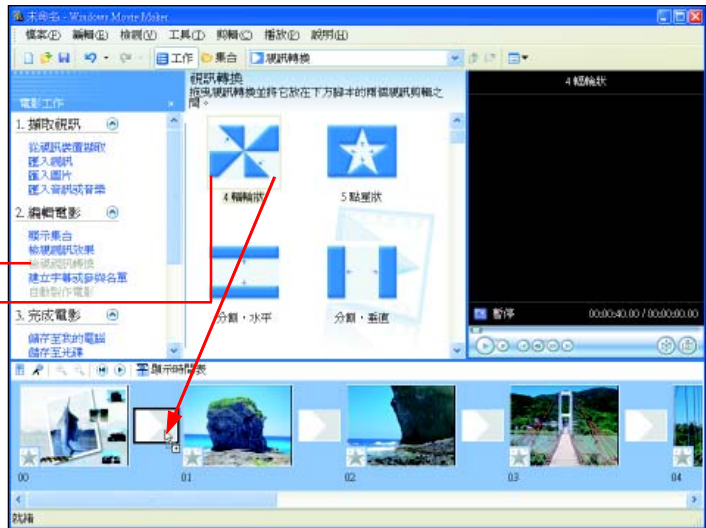 未命名 - Windows Movie Maker
檔案(F) 編輯(E) 檢視(V) 工具(T) 剪輯(C) 播放(P) 說明(H)
工作 集合 視訊轉換
電影工作
1. 擷取視訊
從視訊裝置擷取
匯入視訊
匯入圖片
匯入音訊或音樂
2. 編輯電影
顯示集合
檢視視訊效果
檢視視訊轉換
建立字幕或參與名單
自動製作電影
3. 完成電影
儲存至我的電腦
儲存至光碟
視訊轉換
拖曳視訊轉換並將它放在下方腳本的兩個視訊剪輯之
間。
4 輻輪狀
5 點星狀
分割，水平
分割，垂直
4 輻輪狀
暫停
00:00:40.00 / 00:00:00.00
顯示時間表
00
01
02
03
04
就緒